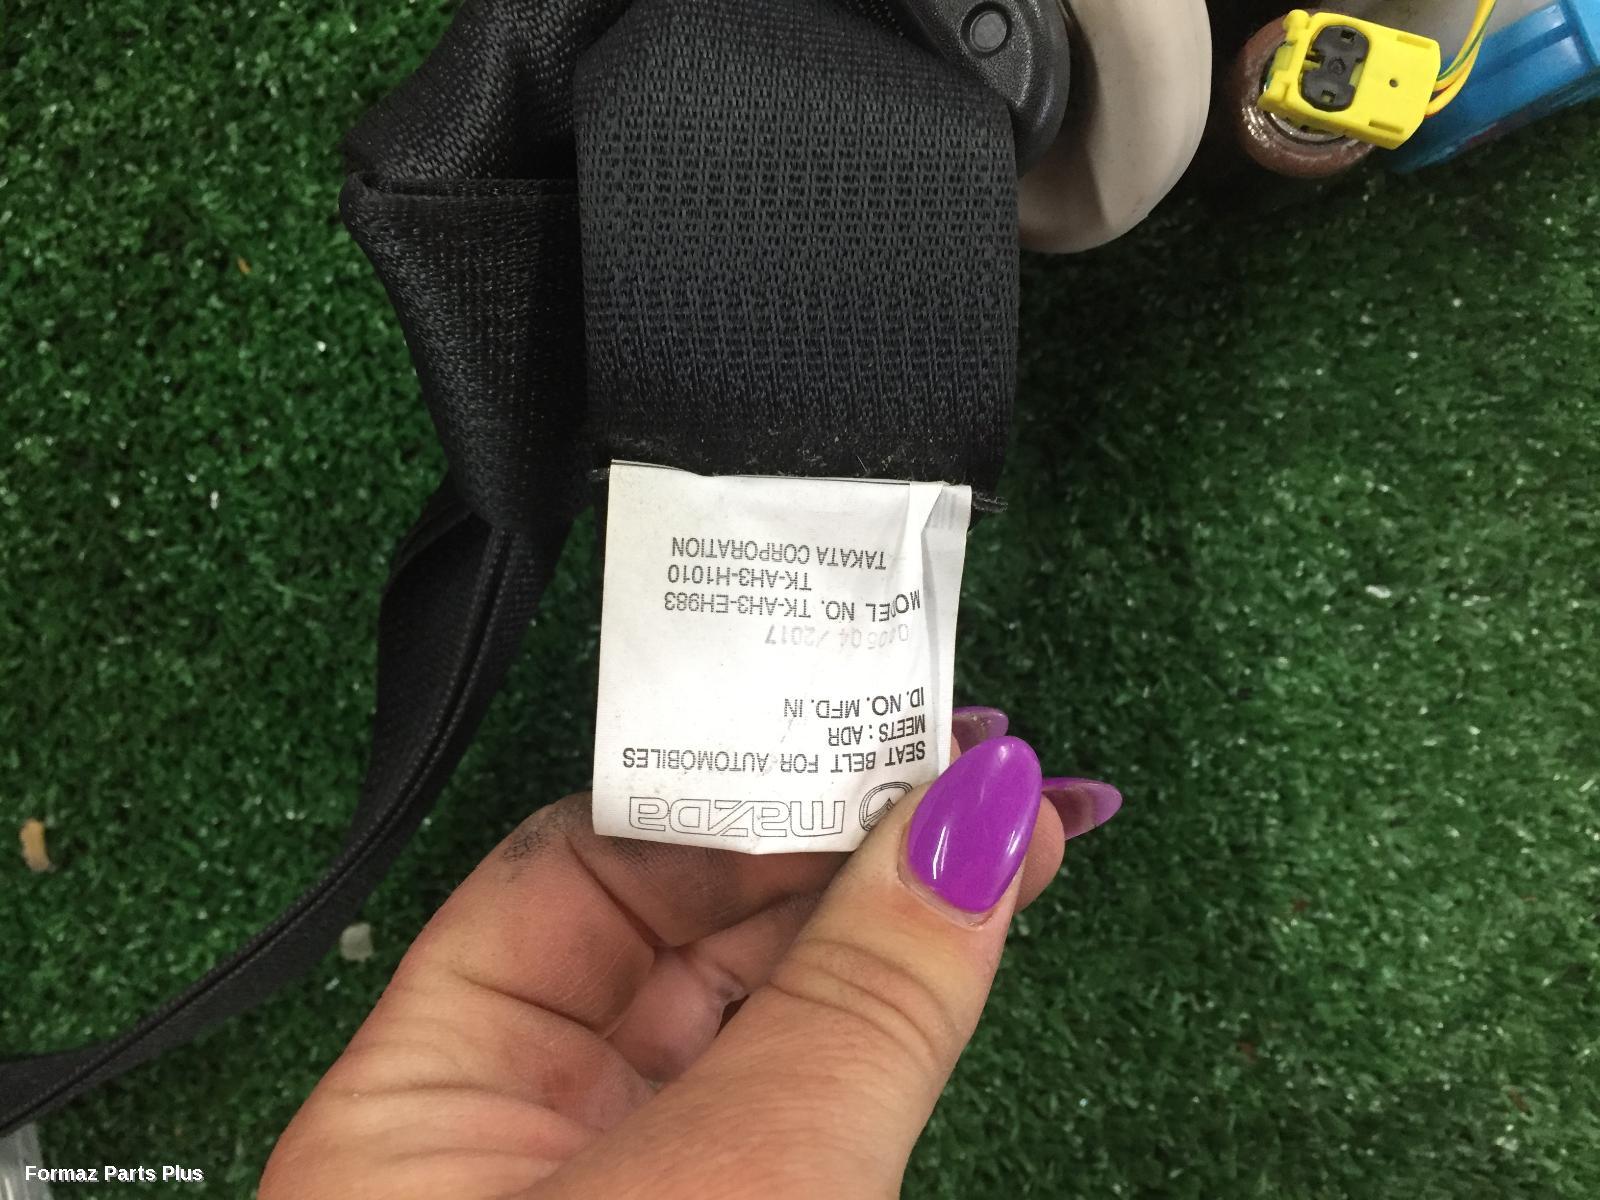 mazda
SEAT BELT FOR AUTOMOBILES
MEETS : ADR
ID. NO. MFD. IN
04 /2017
MODEL NO. TK-AH3-EH983
TK-AH3-H1010
TAKATA CORPORATION
Formaz Parts Plus